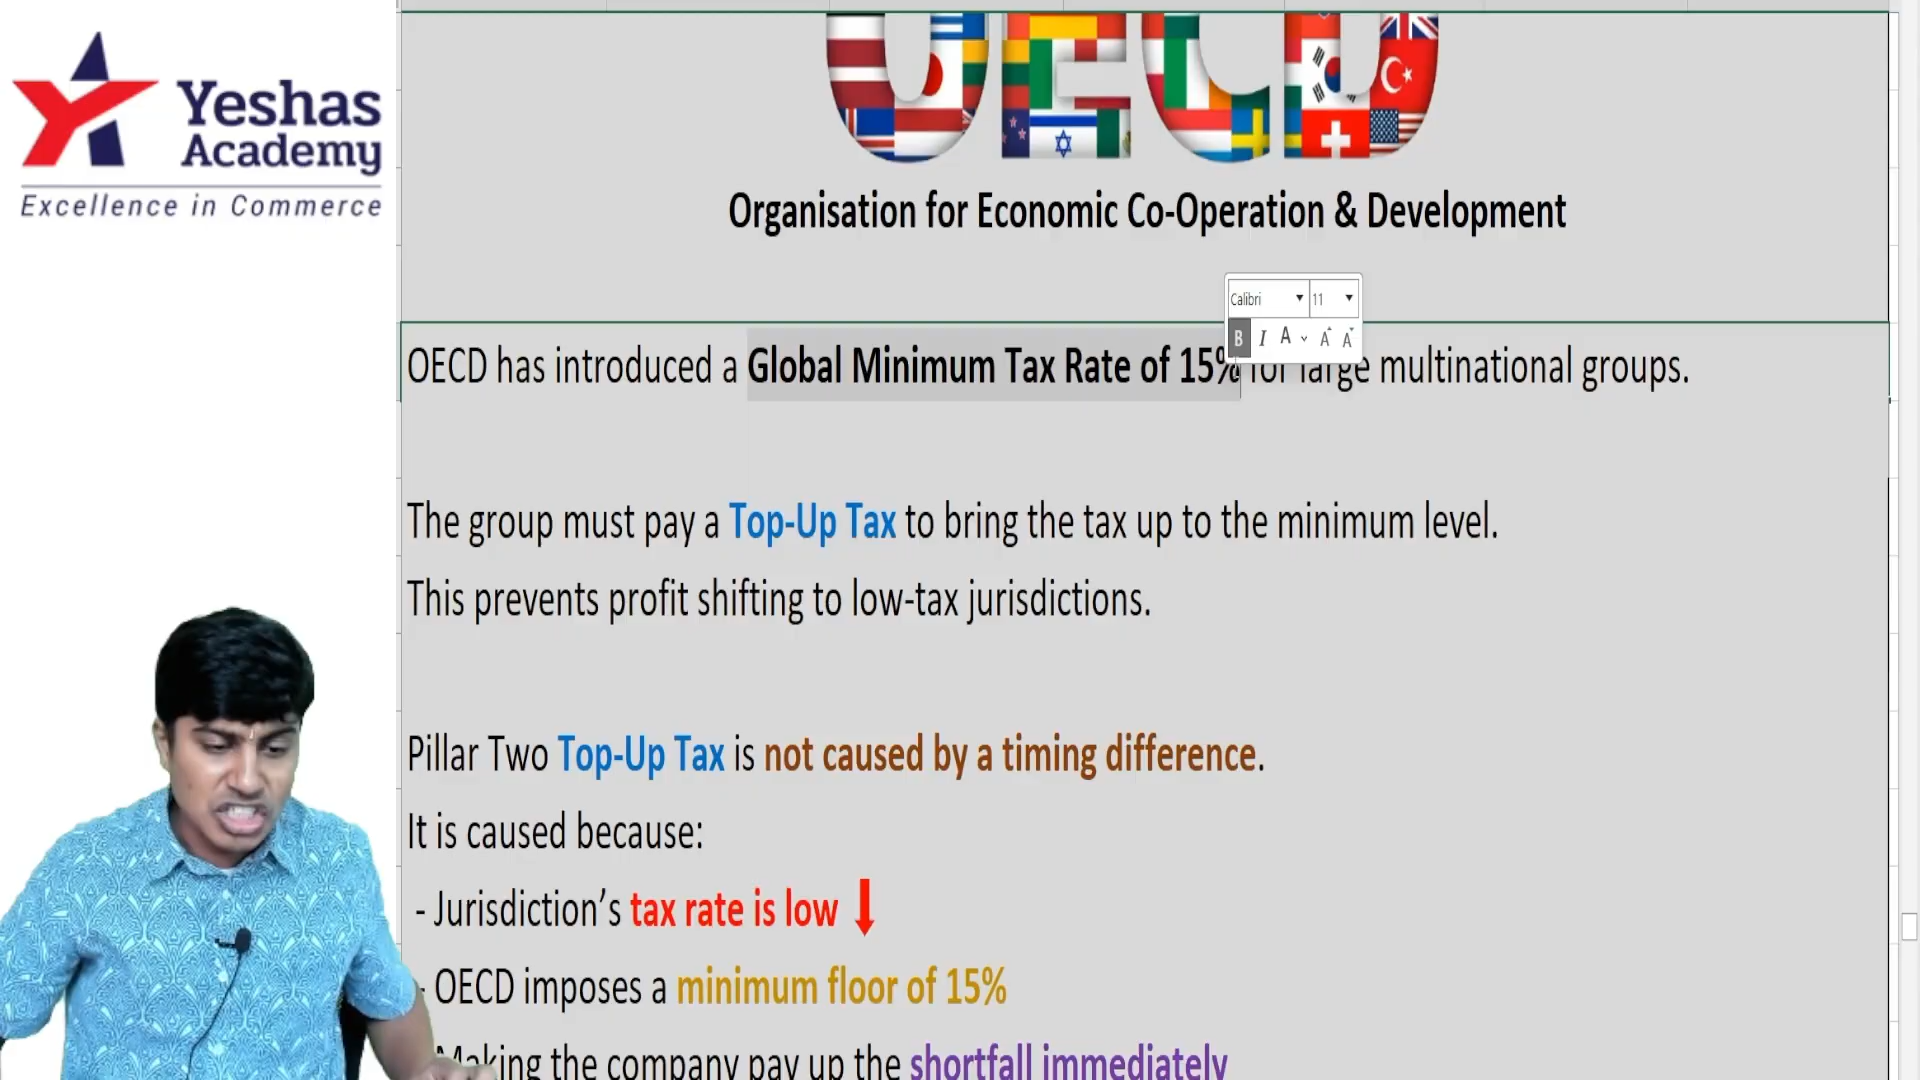 Yeshas
Academy
Excellence in Commerce
OECD
Organisation for Economic Co-Operation & Development
Calibri 11
B I A A A
OECD has introduced a Global Minimum Tax Rate of 15% for large multinational groups.
The group must pay a Top-Up Tax to bring the tax up to the minimum level.
This prevents profit shifting to low-tax jurisdictions.
Pillar Two Top-Up Tax is not caused by a timing difference.
It is caused because:
- Jurisdiction’s tax rate is low
- OECD imposes a minimum floor of 15%
Making the company pay up the shortfall immediately